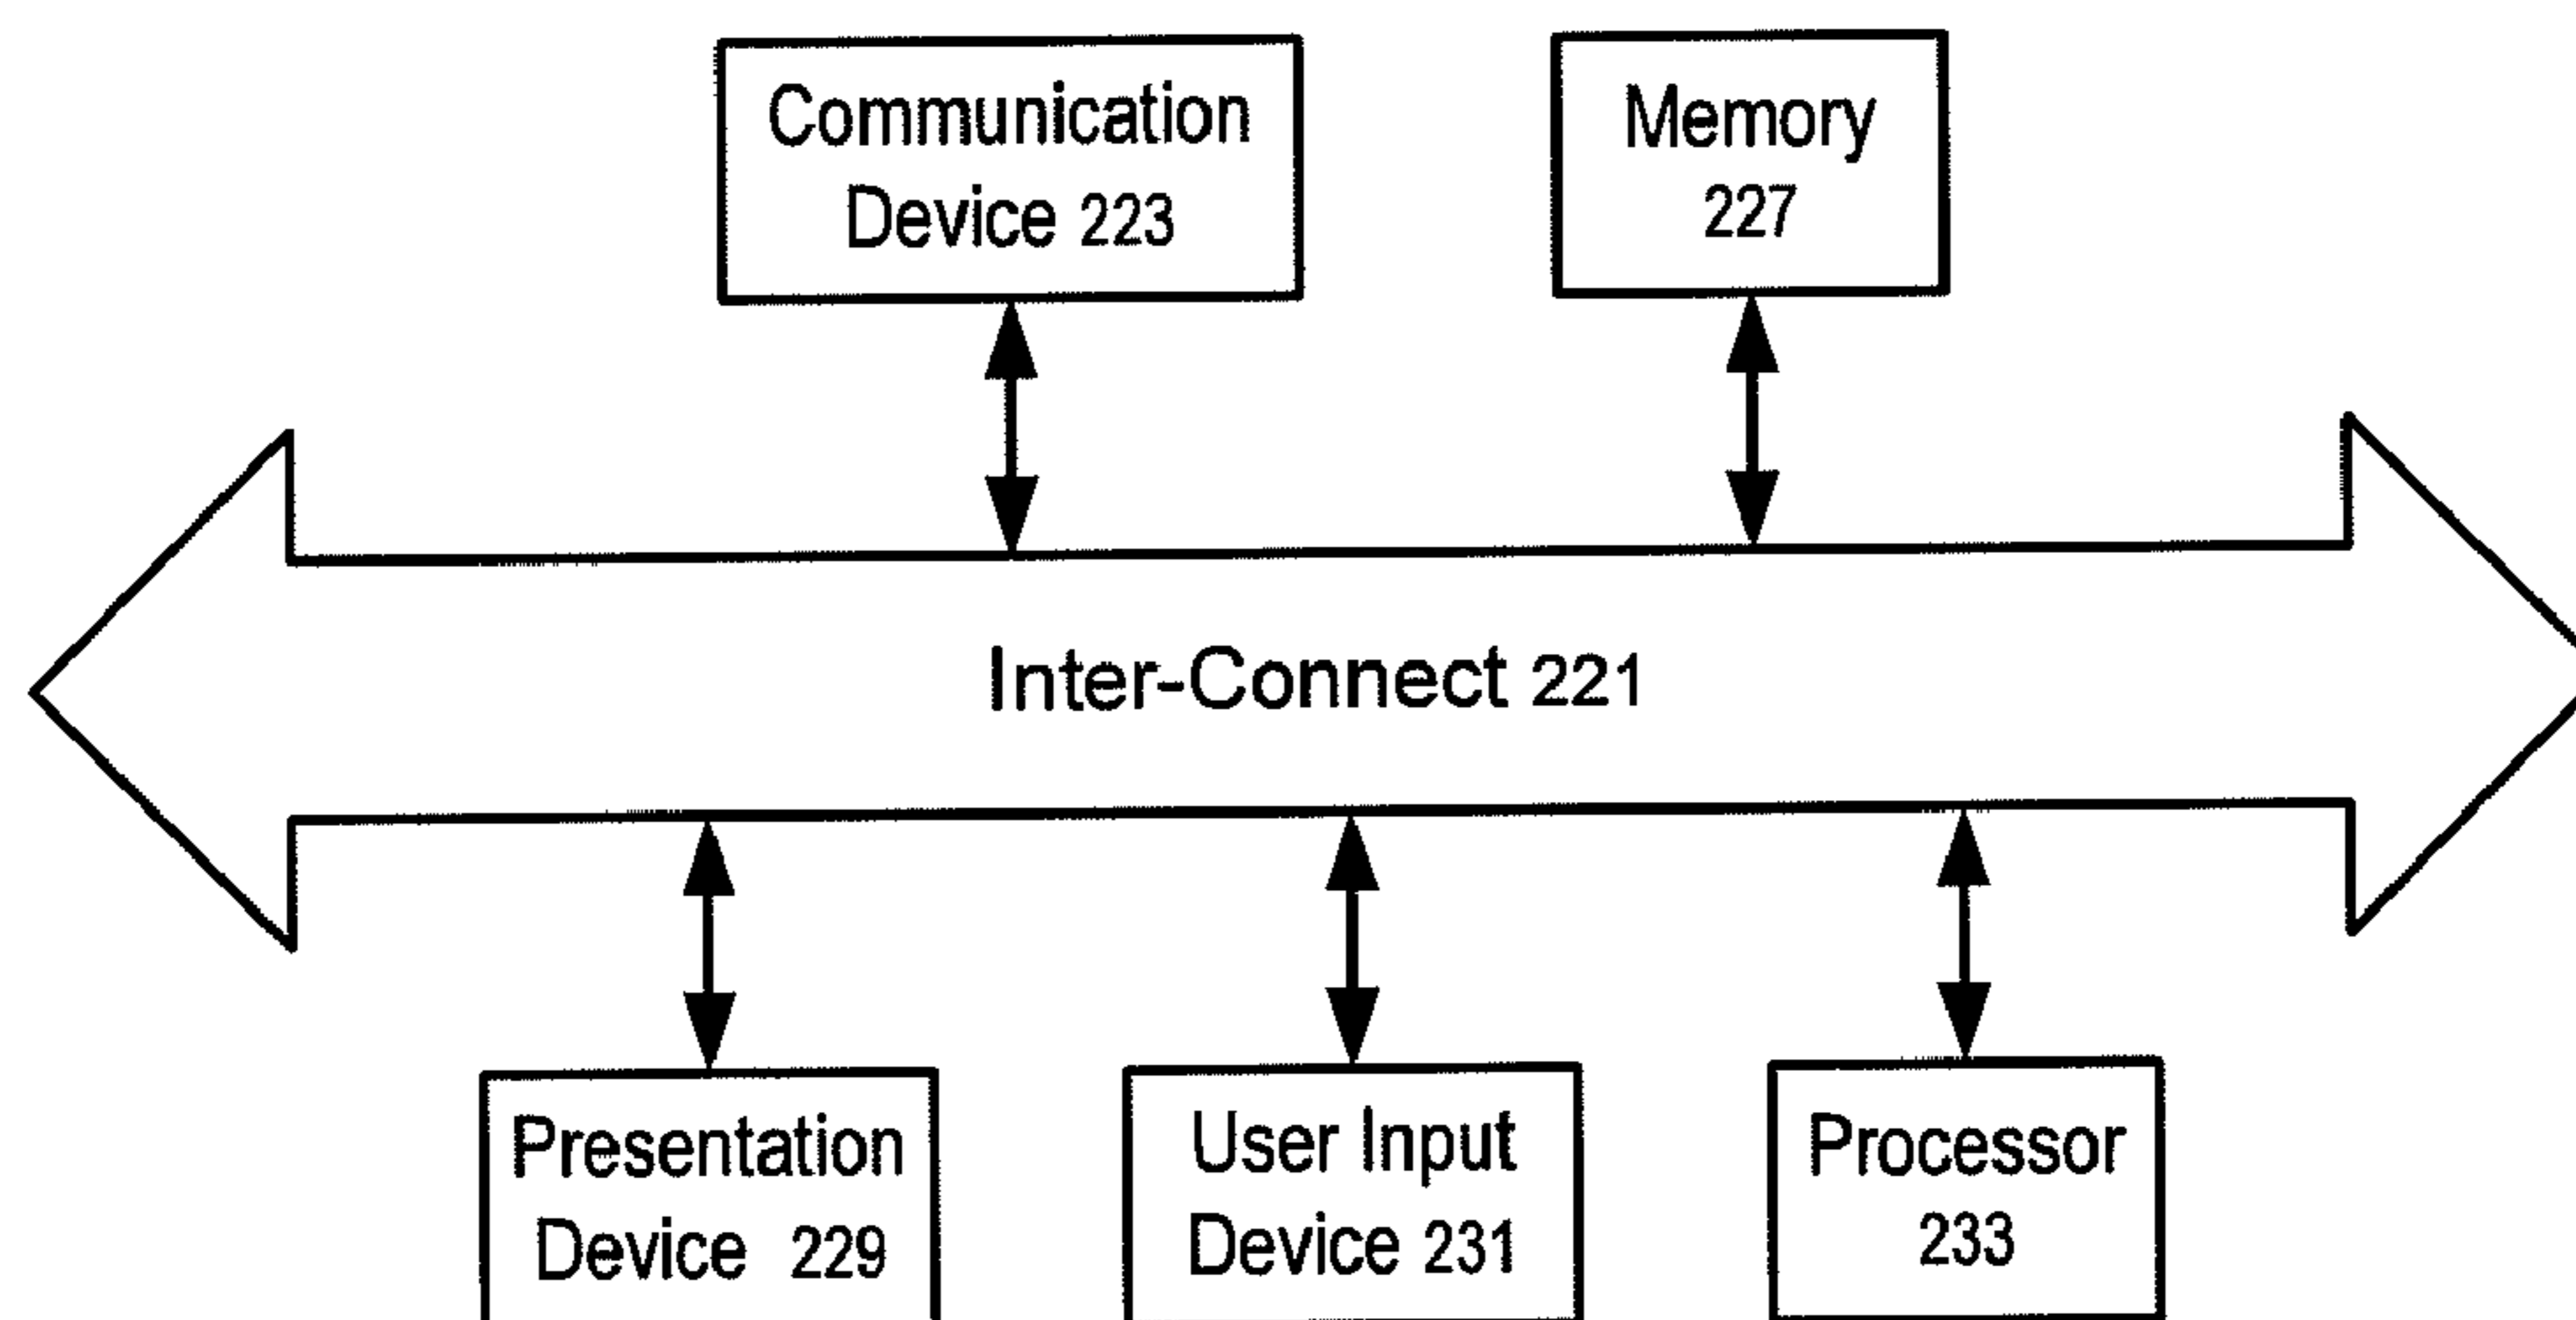 Communication
Device 223
Memory
227
Inter-Connect 221
Presentation
Device 229
User Input
Device 231
Processor
233